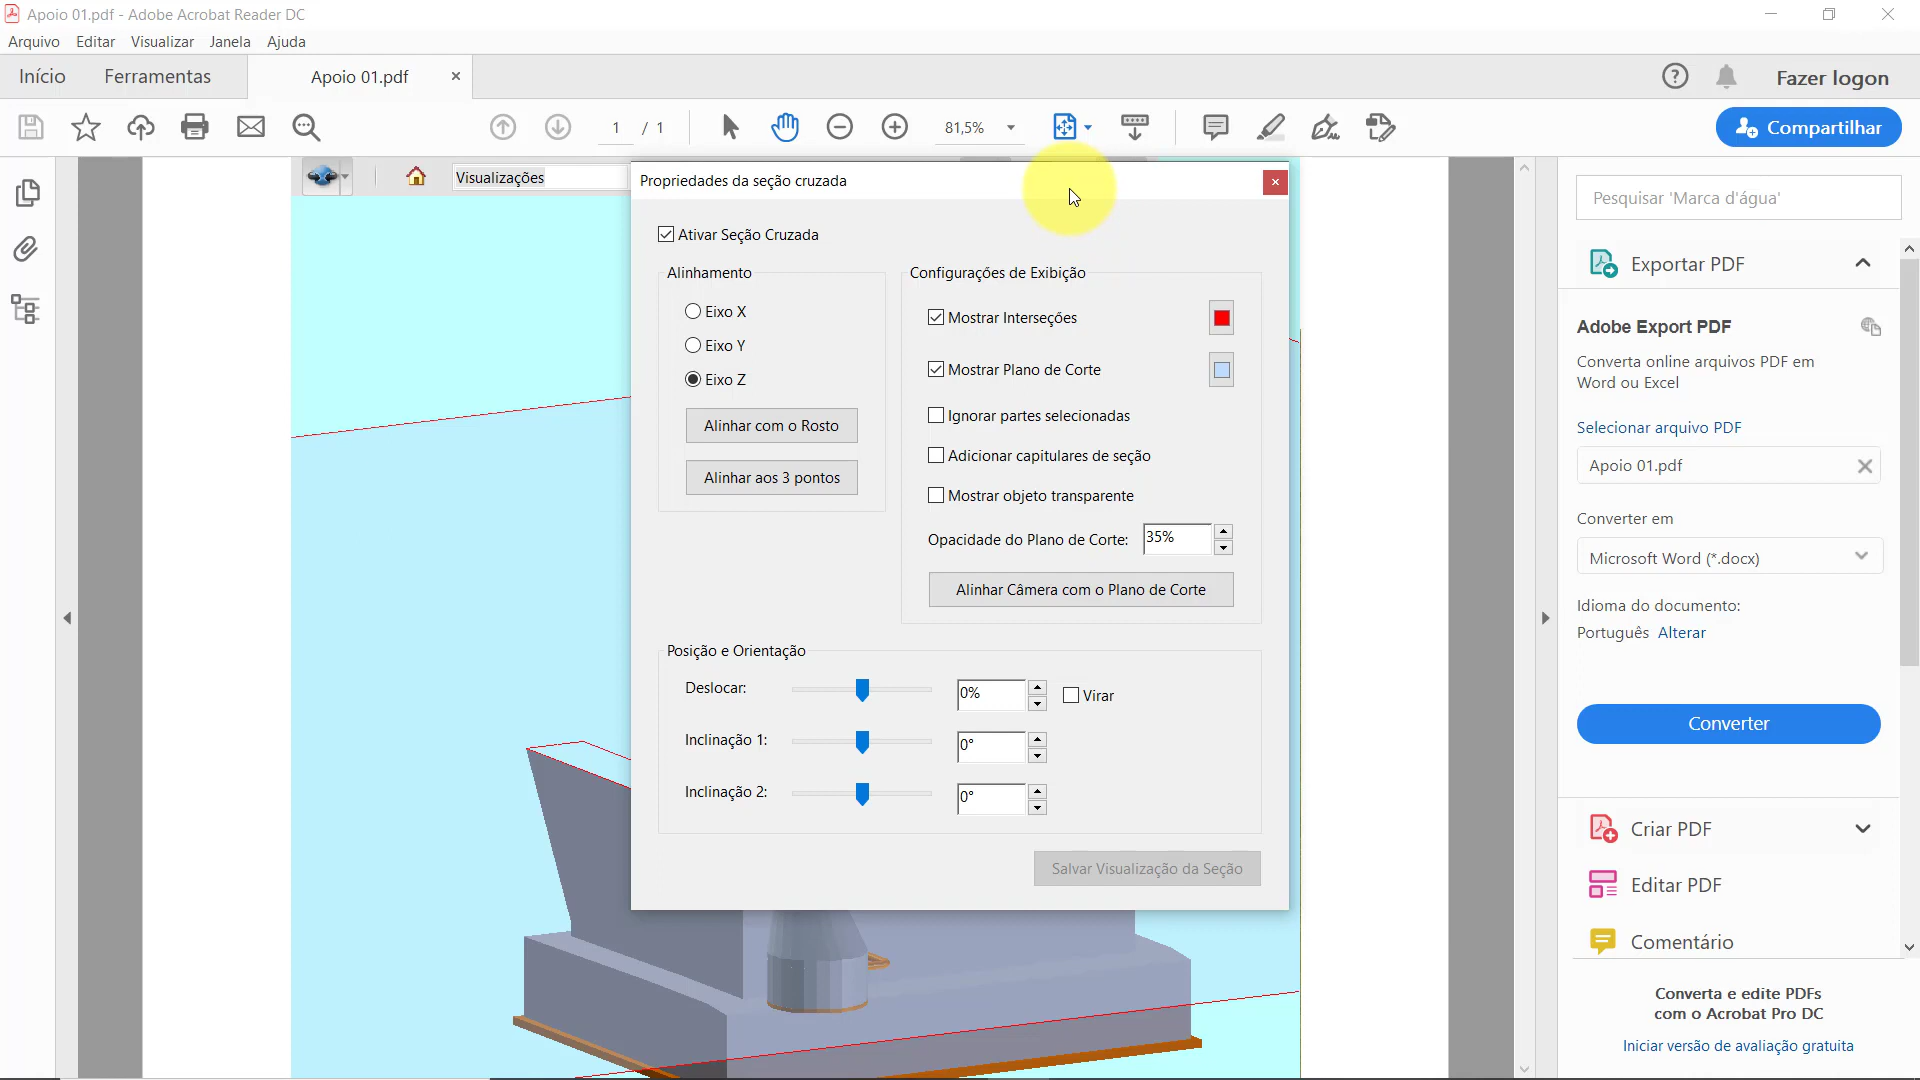 Apoio 01.pdf - Adobe Acrobat Reader DC
Arquivo Editar Visualizar Janela Ajuda
Início Ferramentas Apoio 01.pdf Fazer logon
1 / 1 81,5% Compartilhar
Visualizações
Propriedades da seção cruzada
Ativar Seção Cruzada
Alinhamento
Eixo X
Eixo Y
Eixo Z
Alinhar com o Rosto
Alinhar aos 3 pontos
Configurações de Exibição
Mostrar Interseções
Mostrar Plano de Corte
Ignorar partes selecionadas
Adicionar capitulares de seção
Mostrar objeto transparente
Opacidade do Plano de Corte: 35%
Alinhar Câmera com o Plano de Corte
Posição e Orientação
Deslocar: 0% Virar
Inclinação 1: 0°
Inclinação 2: 0°
Salvar Visualização da Seção
Pesquisar 'Marca d'água'
Exportar PDF
Adobe Export PDF
Converta online arquivos PDF em
Word ou Excel
Selecionar arquivo PDF
Apoio 01.pdf
Converter em
Microsoft Word (*.docx)
Idioma do documento:
Português Alterar
Converter
Criar PDF
Editar PDF
Comentário
Converta e edite PDFs
com o Acrobat Pro DC
Iniciar versão de avaliação gratuita